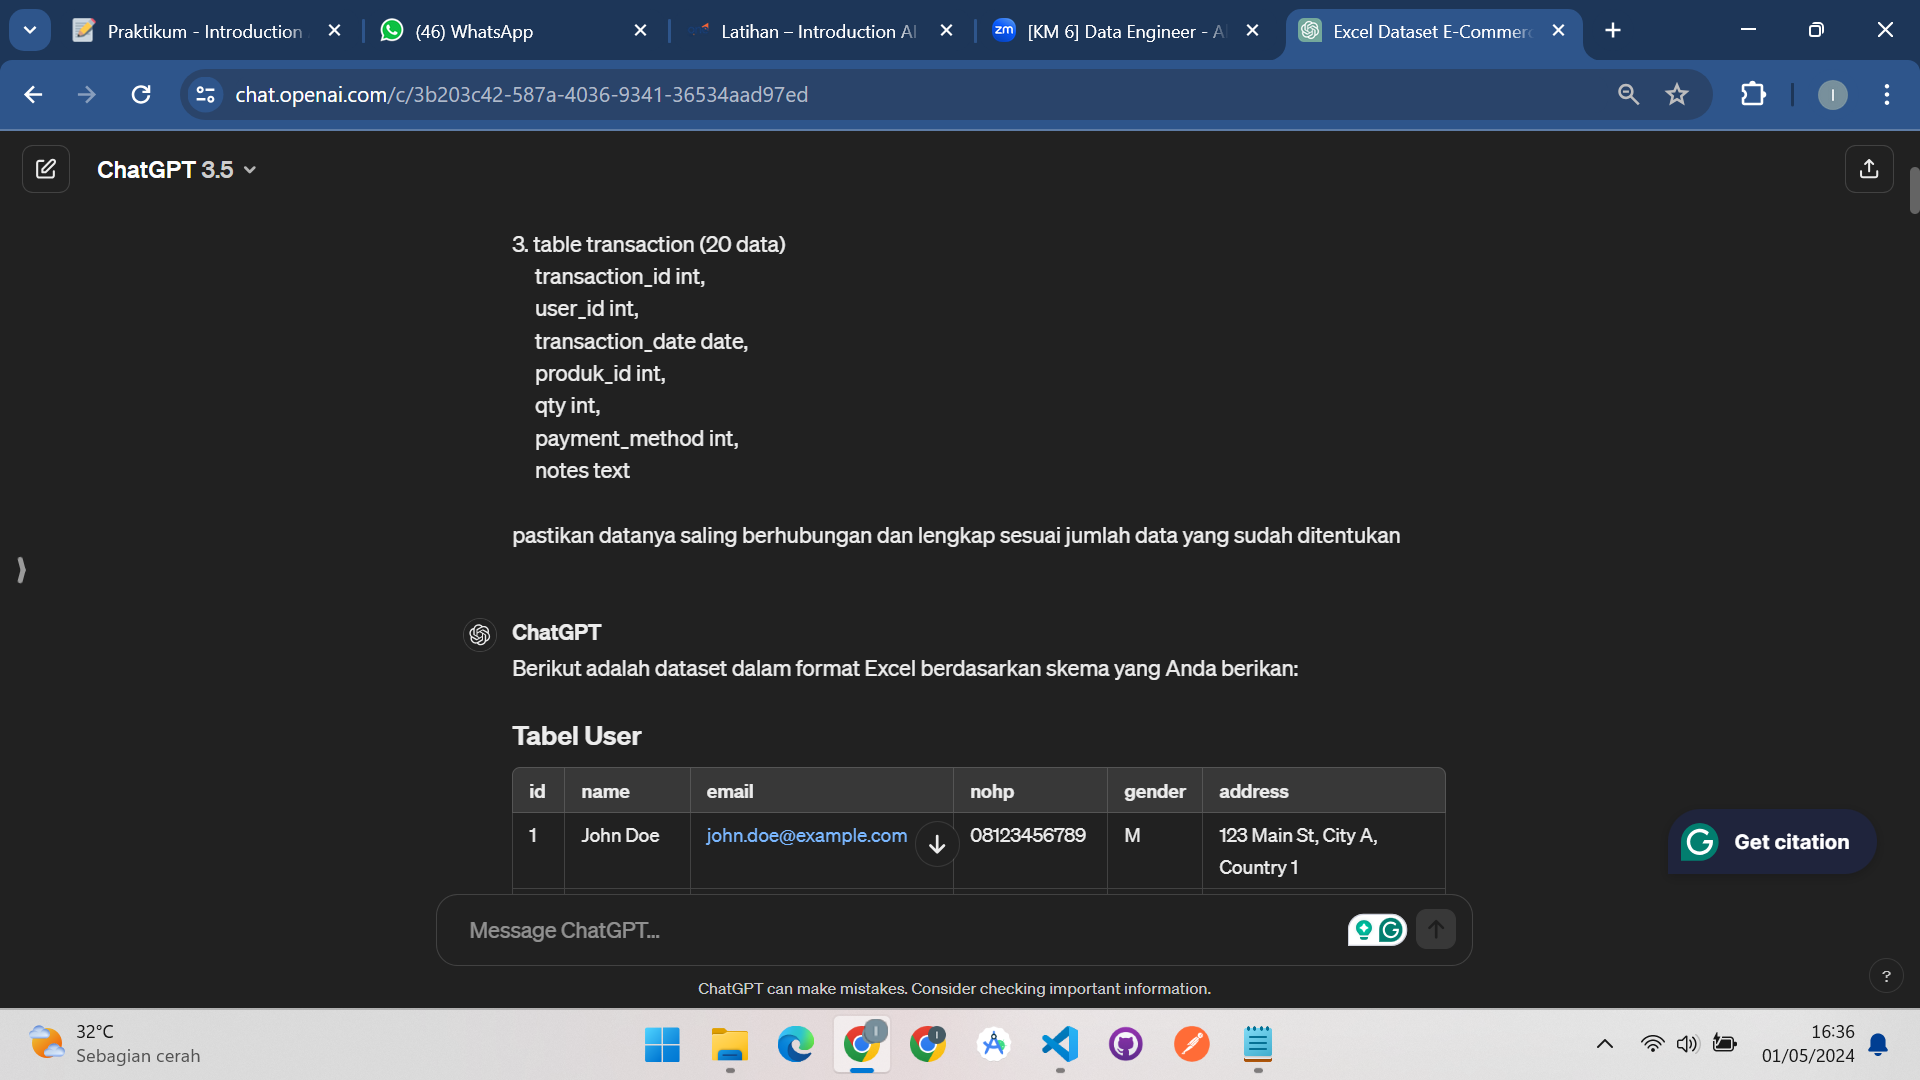 Praktikum - Introduction
(46) WhatsApp
Latihan – Introduction AI
zm
[KM 6] Data Engineer - A
Excel Dataset E-Commerc
chat.openai.com/c/3b203c42-587a-4036-9341-36534aad97ed
I
ChatGPT 3.5
3. table transaction (20 data)
transaction_id int,
user_id int,
transaction_date date,
produk_id int,
qty int,
payment_method int,
notes text
pastikan datanya saling berhubungan dan lengkap sesuai jumlah data yang sudah ditentukan
ChatGPT
Berikut adalah dataset dalam format Excel berdasarkan skema yang Anda berikan:
Tabel User
id name email nohp gender address
1 John Doe john.doe@example.com 08123456789 M 123 Main St, City A,
Country 1
Get citation
Message ChatGPT...
ChatGPT can make mistakes. Consider checking important information.
?
32°C
Sebagian cerah
16:36
01/05/2024